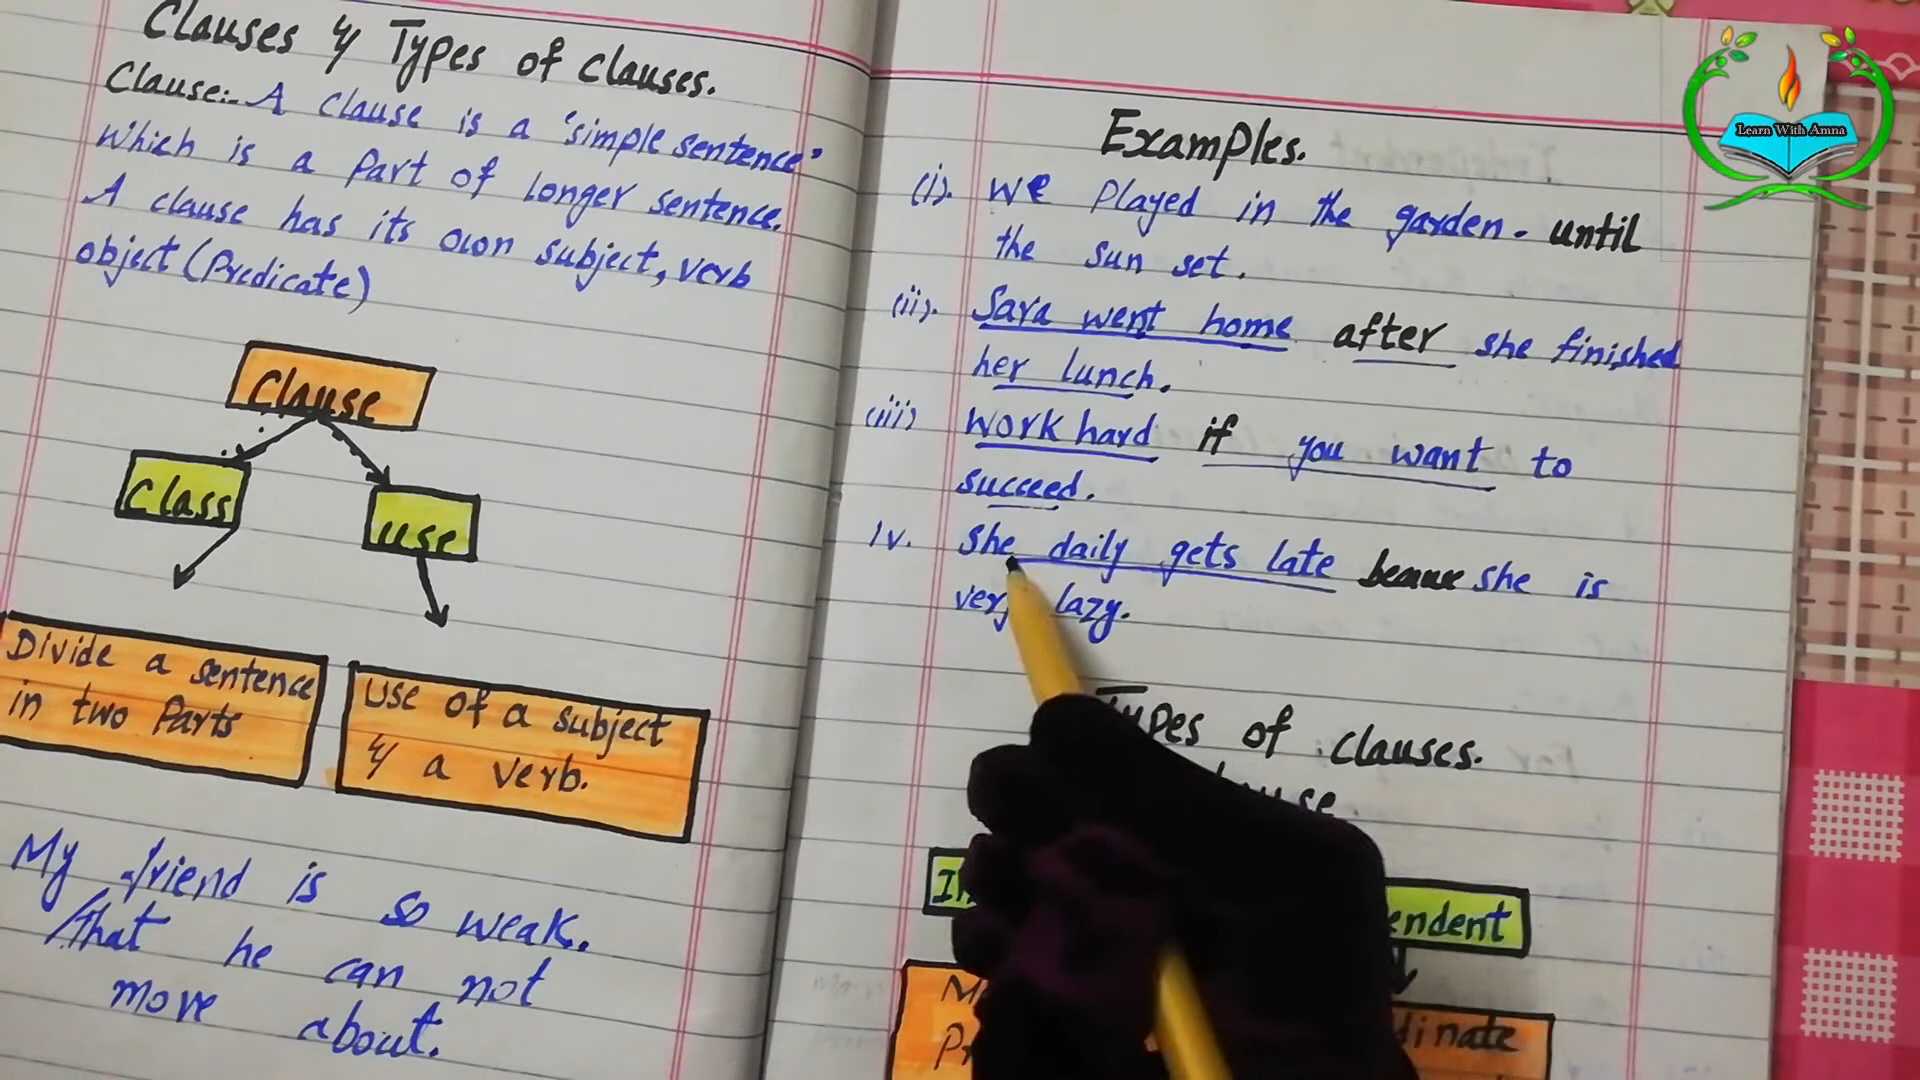 Clauses & Types of clauses.
Clause:- A clause is a "simple sentence"
Which is a Part of Longer sentence.
A clause has its own subject, verb
object (Predicate)
Clause
Class
use
Divide a sentence
in two Parts
Use of a subject
& a verb.
My friend is so weak.
That he can not
move about.
Examples.
(i). We Played in the garden. until
the sun set.
(ii). Sara went home after she finished
her lunch.
(iii) work hard if you want to
succeed.
iv. she daily gets late because she is
lazy.
Types of clauses.
Learn With Amna